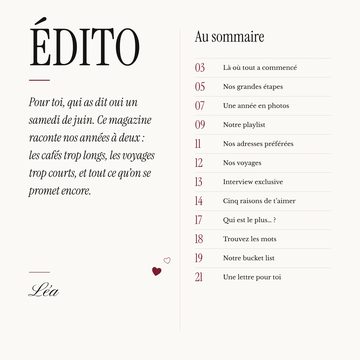 ÉDITO
Pour toi, qui as dit oui un
samedi de juin. Ce magazine
raconte nos années à deux :
les cafés trop longs, les voyages
trop courts, et tout ce qu'on se
promet encore.
Léa
Au sommaire
03 Là où tout a commencé
05 Nos grandes étapes
07 Une année en photos
09 Notre playlist
11 Nos adresses préférées
12 Nos voyages
13 Interview exclusive
14 Cinq raisons de t'aimer
17 Qui est le plus... ?
18 Trouvez les mots
19 Notre bucket list
21 Une lettre pour toi